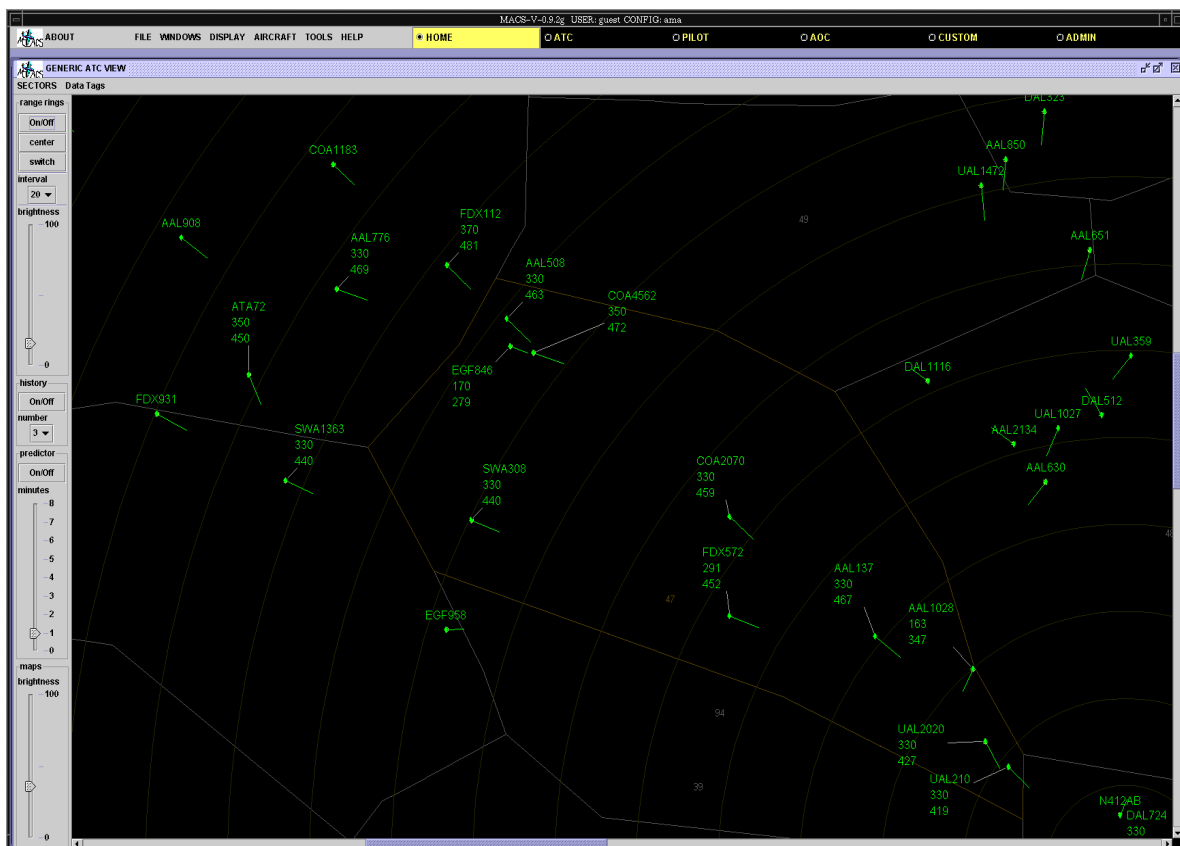 MACS-V-0.9.2g USER: guest CONFIG: ama
ABOUT FILE WINDOWS DISPLAY AIRCRAFT TOOLS HELP HOME ATC PILOT AOC CUSTOM ADMIN
GENERIC ATC VIEW
SECTORS Data Tags
range rings
On/Off
center
switch
interval
20
brightness
100
0
history
On/Off
number
3
predictor
On/Off
minutes
8
7
6
5
4
3
2
1
0
maps
brightness
100
0
DAL323
COA1183
AAL850
UAL1472
AAL908
FDX112
370
481
49
AAL776
330
469
AAL651
AAL508
330
463
COA4562
350
472
ATA72
350
450
UAL359
EGF846
170
279
DAL1116
FDX931
DAL512
UAL1027
AAL2134
SWA1363
330
440
SWA308
330
440
COA2070
330
459
AAL630
48
FDX572
291
452
AAL137
330
467
47
AAL1028
163
347
EGF958
94
UAL2020
330
427
UAL210
330
419
39
N412AB
DAL724
330